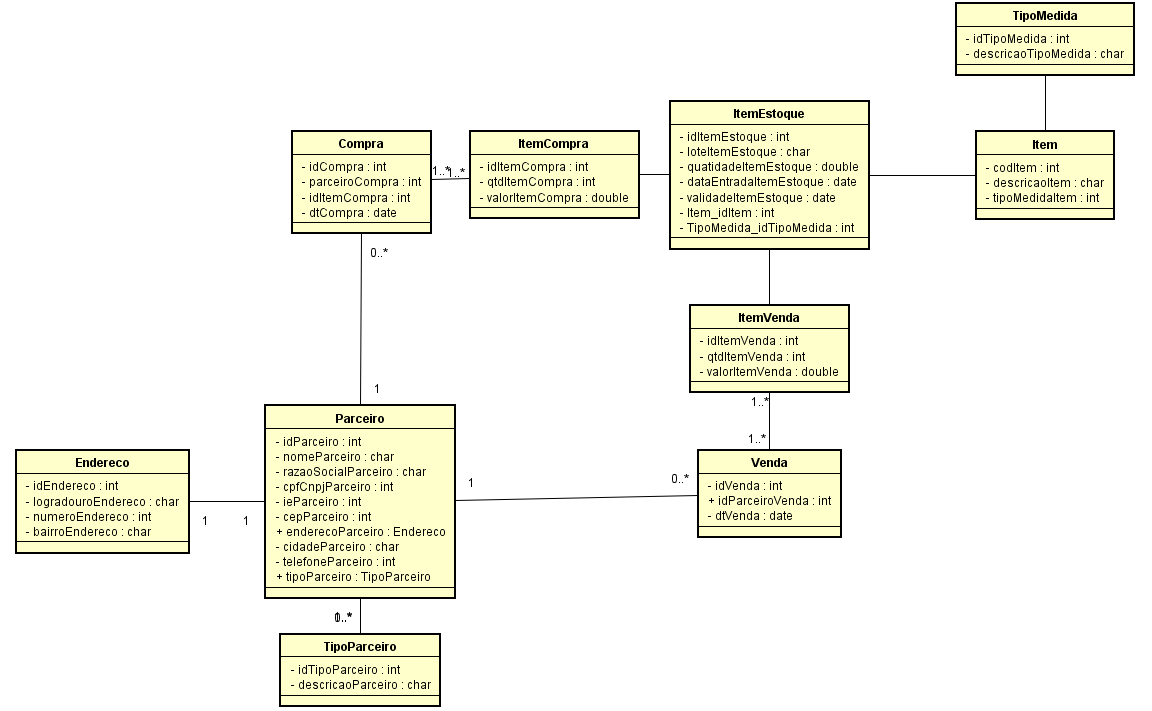 TipoMedida
- idTipoMedida : int
- descricaoTipoMedida : char
ItemEstoque
- idItemEstoque : int
- loteItemEstoque : char
- quatidadeItemEstoque : double
- dataEntradaItemEstoque : date
- validadeItemEstoque : date
- Item_idItem : int
- TipoMedida_idTipoMedida : int
Compra
- idCompra : int
- parceiroCompra : int
- idItemCompra : int
- dtCompra : date
1..*
1..*
ItemCompra
- idItemCompra : int
- qtdItemCompra : int
- valorItemCompra : double
Item
- codItem : int
- descricaoItem : char
- tipoMedidaItem : int
0..*
1
ItemVenda
- idItemVenda : int
- qtdItemVenda : int
- valorItemVenda : double
1..*
1..*
Parceiro
- idParceiro : int
- nomeParceiro : char
- razaoSocialParceiro : char
- cpfCnpjParceiro : int
- ieParceiro : int
- cepParceiro : int
+ enderecoParceiro : Endereco
- cidadeParceiro : char
- telefoneParceiro : int
+ tipoParceiro : TipoParceiro
Endereco
- idEndereco : int
- logradouroEndereco : char
- numeroEndereco : int
- bairroEndereco : char
1
1
1
0..*
Venda
- idVenda : int
+ idParceiroVenda : int
- dtVenda : date
TipoParceiro
- idTipoParceiro : int
- descricaoParceiro : char